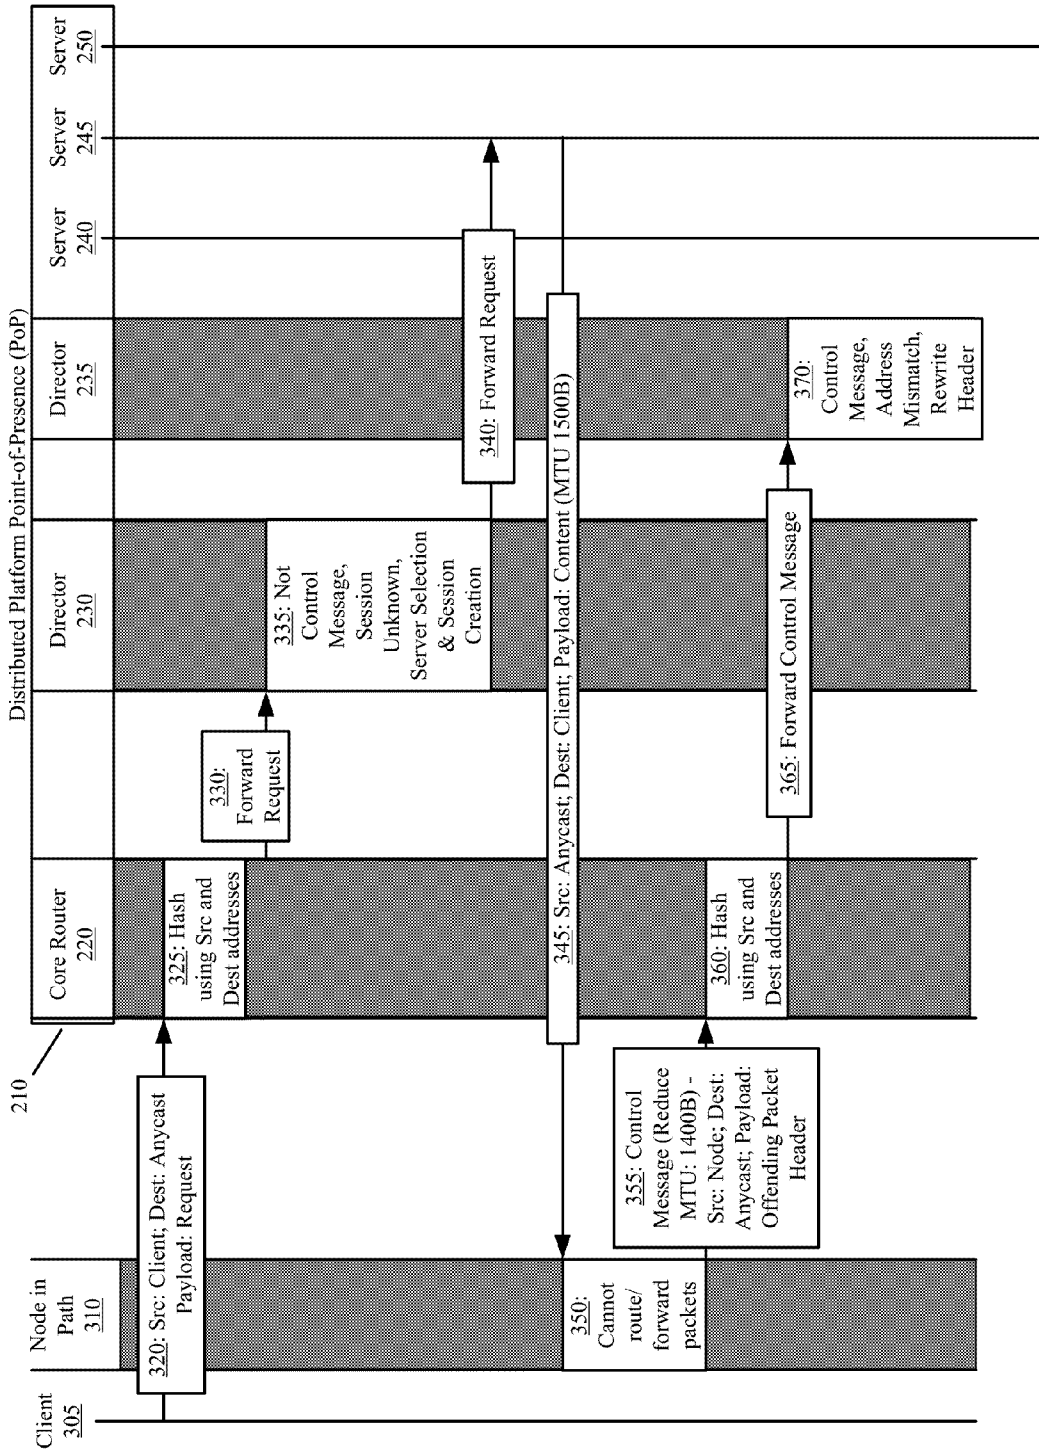 Distributed Platform Point-of-Presence (PoP)
210
Client
305
Node in
Path
310
Core Router
220
Director
230
Director
235
Server
240
Server
245
Server
250
320: Src: Client; Dest: Anycast
Payload: Request
325: Hash
using Src and
Dest addresses
330:
Forward
Request
335: Not
Control
Message,
Session
Unknown,
Server Selection
& Session
Creation
340: Forward Request
345: Src: Anycast; Dest: Client; Payload: Content (MTU 1500B)
350:
Cannot
route/
forward
packets
355: Control
Message (Reduce
MTU: 1400B) -
Src: Node; Dest:
Anycast; Payload:
Offending Packet
Header
360: Hash
using Src and
Dest addresses
365: Forward Control Message
370:
Control
Message,
Address
Mismatch,
Rewrite
Header